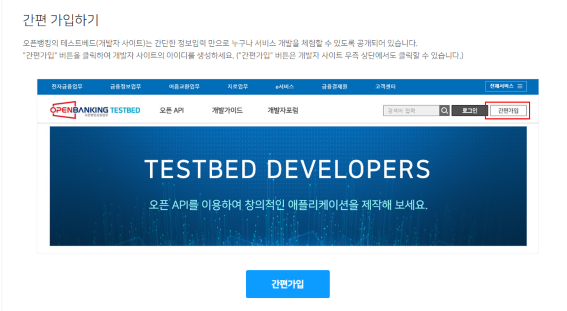 간편 가입하기
오픈뱅킹의 테스트베드(개발자 사이트)는 간단한 정보입력 만으로 누구나 서비스 개발을 체험할 수 있도록 공개되어 있습니다.
"간편가입" 버튼을 클릭하여 개발자 사이트의 아이디를 생성하세요. ("간편가입" 버튼은 개발자 사이트 우측 상단에서도 클릭할 수 있습니다.)
전자금융업무 금융정보업무 어음교환업무 지로업무 e서비스 금융결제원 고객센터 전체서비스
OPENBANKING TESTBED 오픈 API 개발가이드 개발자포럼 검색어 입력 로그인 간편가입
TESTBED DEVELOPERS
오픈 API를 이용하여 창의적인 애플리케이션을 제작해 보세요.
간편가입